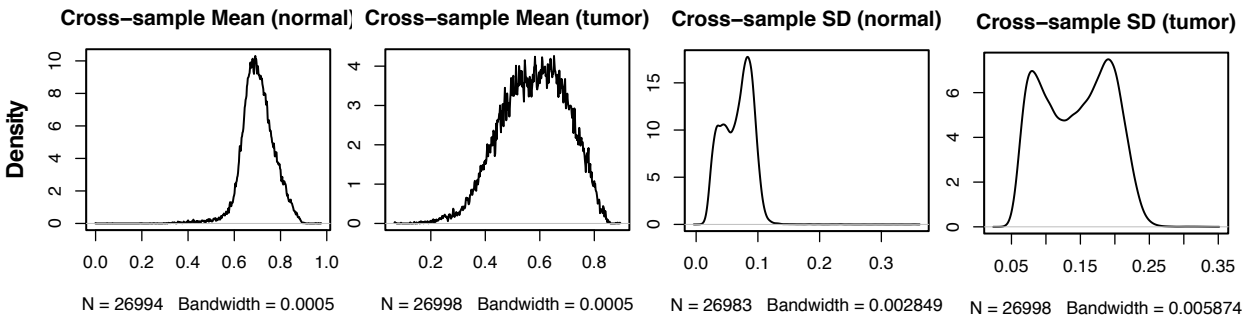 Cross−sample Mean (normal)
Cross−sample Mean (tumor)
Cross−sample SD (normal)
Cross−sample SD (tumor)
Density
0 2 4 6 8 10
0.0 0.2 0.4 0.6 0.8 1.0
N = 26994 Bandwidth = 0.0005
0 1 2 3 4
0.2 0.4 0.6 0.8
N = 26998 Bandwidth = 0.0005
0 5 10 15
0.0 0.1 0.2 0.3
N = 26983 Bandwidth = 0.002849
0 2 4 6
0.05 0.15 0.25 0.35
N = 26998 Bandwidth = 0.005874